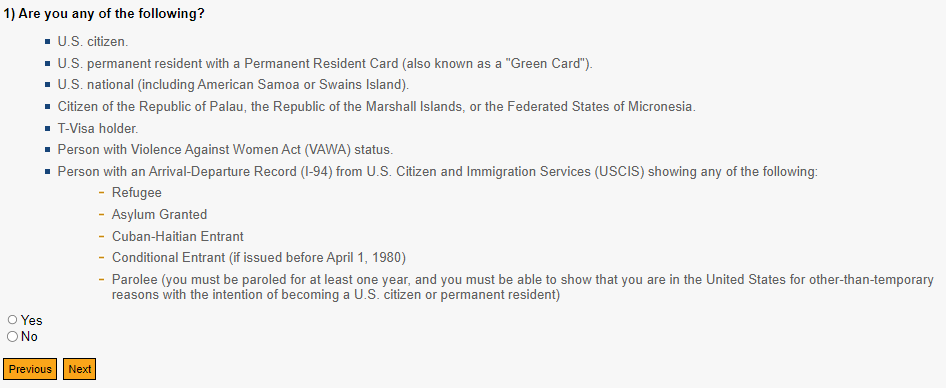 1) Are you any of the following?
U.S. citizen.
U.S. permanent resident with a Permanent Resident Card (also known as a "Green Card").
U.S. national (including American Samoa or Swains Island).
Citizen of the Republic of Palau, the Republic of the Marshall Islands, or the Federated States of Micronesia.
T-Visa holder.
Person with Violence Against Women Act (VAWA) status.
Person with an Arrival-Departure Record (I-94) from U.S. Citizen and Immigration Services (USCIS) showing any of the following:
Refugee
Asylum Granted
Cuban-Haitian Entrant
Conditional Entrant (if issued before April 1, 1980)
Parolee (you must be paroled for at least one year, and you must be able to show that you are in the United States for other-than-temporary
reasons with the intention of becoming a U.S. citizen or permanent resident)
Yes
No
Previous Next